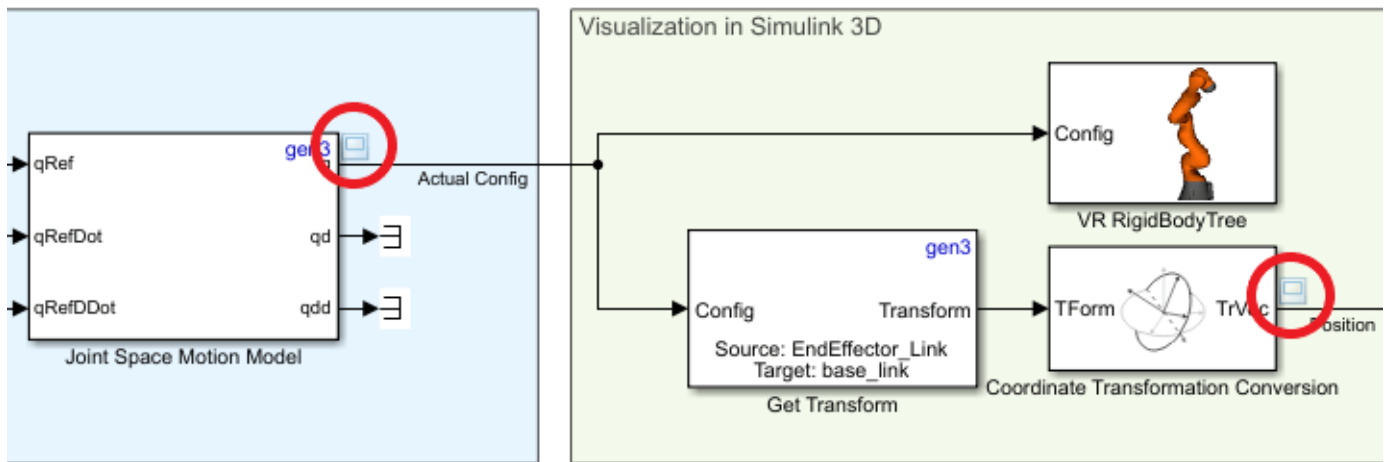 Visualization in Simulink 3D
gen3
qRef
q
Actual Config
qRefDot
qd
qRefDDot
qdd
Joint Space Motion Model
Config
VR RigidBodyTree
gen3
Config
Transform
Source: EndEffector_Link
Target: base_link
Get Transform
TForm
TrVec
Position
Coordinate Transformation Conversion